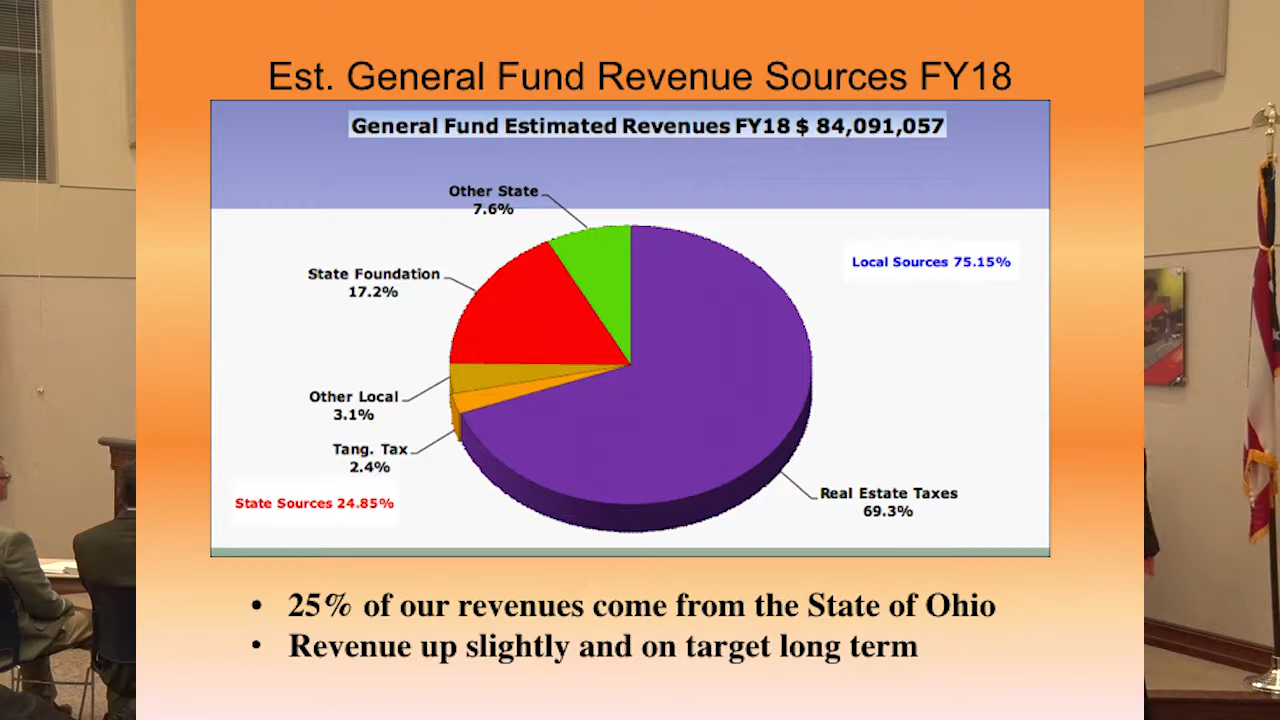 Est. General Fund Revenue Sources FY18
General Fund Estimated Revenues FY18 $ 84,091,057
Other State
7.6%
Local Sources 75.15%
State Foundation
17.2%
Other Local
3.1%
Tang. Tax
2.4%
State Sources 24.85%
Real Estate Taxes
69.3%
• 25% of our revenues come from the State of Ohio
• Revenue up slightly and on target long term